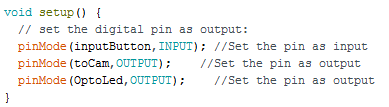 void setup() {
  // set the digital pin as output:
  pinMode(inputButton,INPUT); //Set the pin as input
  pinMode(toCam,OUTPUT);    //Set the pin as output
  pinMode(OptoLed,OUTPUT);    //Set the pin as output
}